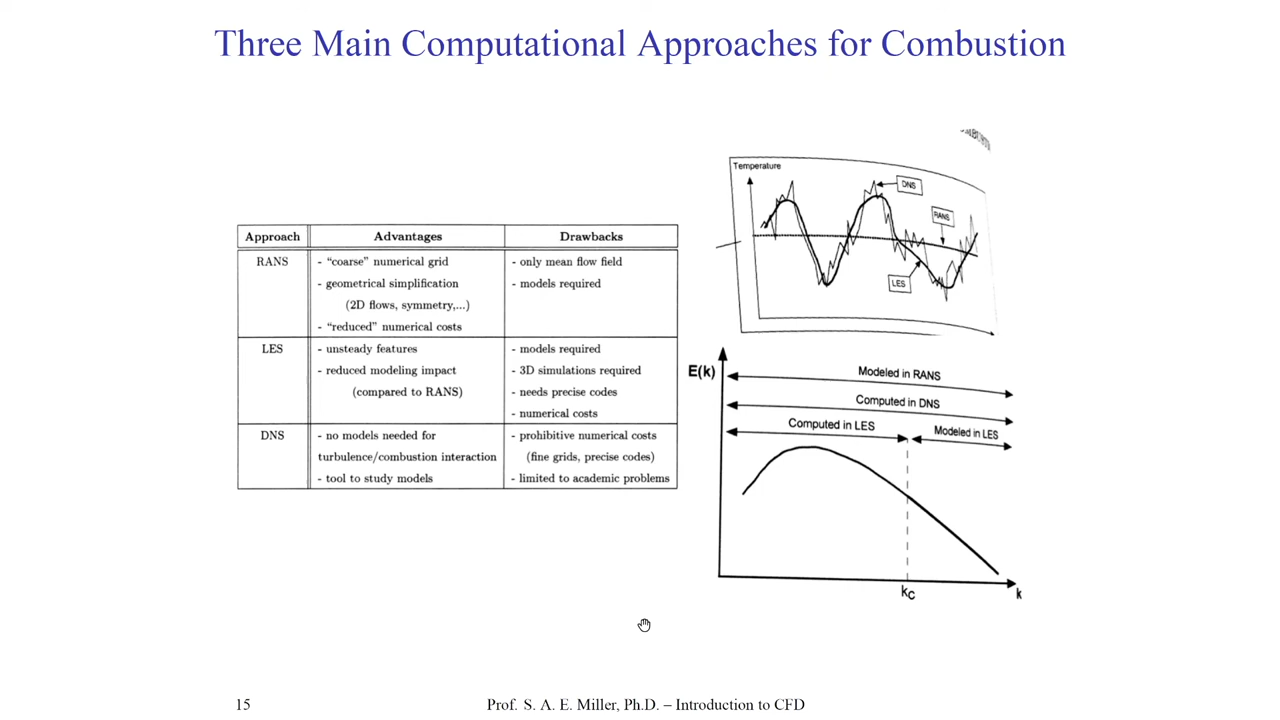 Three Main Computational Approaches for Combustion
Approach Advantages Drawbacks
RANS - “coarse” numerical grid - only mean flow field
- geometrical simplification - models required
(2D flows, symmetry,...)
- “reduced” numerical costs
LES - unsteady features - models required
- reduced modeling impact - 3D simulations required
(compared to RANS) - needs precise codes
- numerical costs
DNS - no models needed for - prohibitive numerical costs
turbulence/combustion interaction (fine grids, precise codes)
- tool to study models - limited to academic problems
Temperature
DNS
RANS
LES
E(k)
Modeled in RANS
Computed in DNS
Computed in LES Modeled in LES
kC
k
15 Prof. S. A. E. Miller, Ph.D. – Introduction to CFD